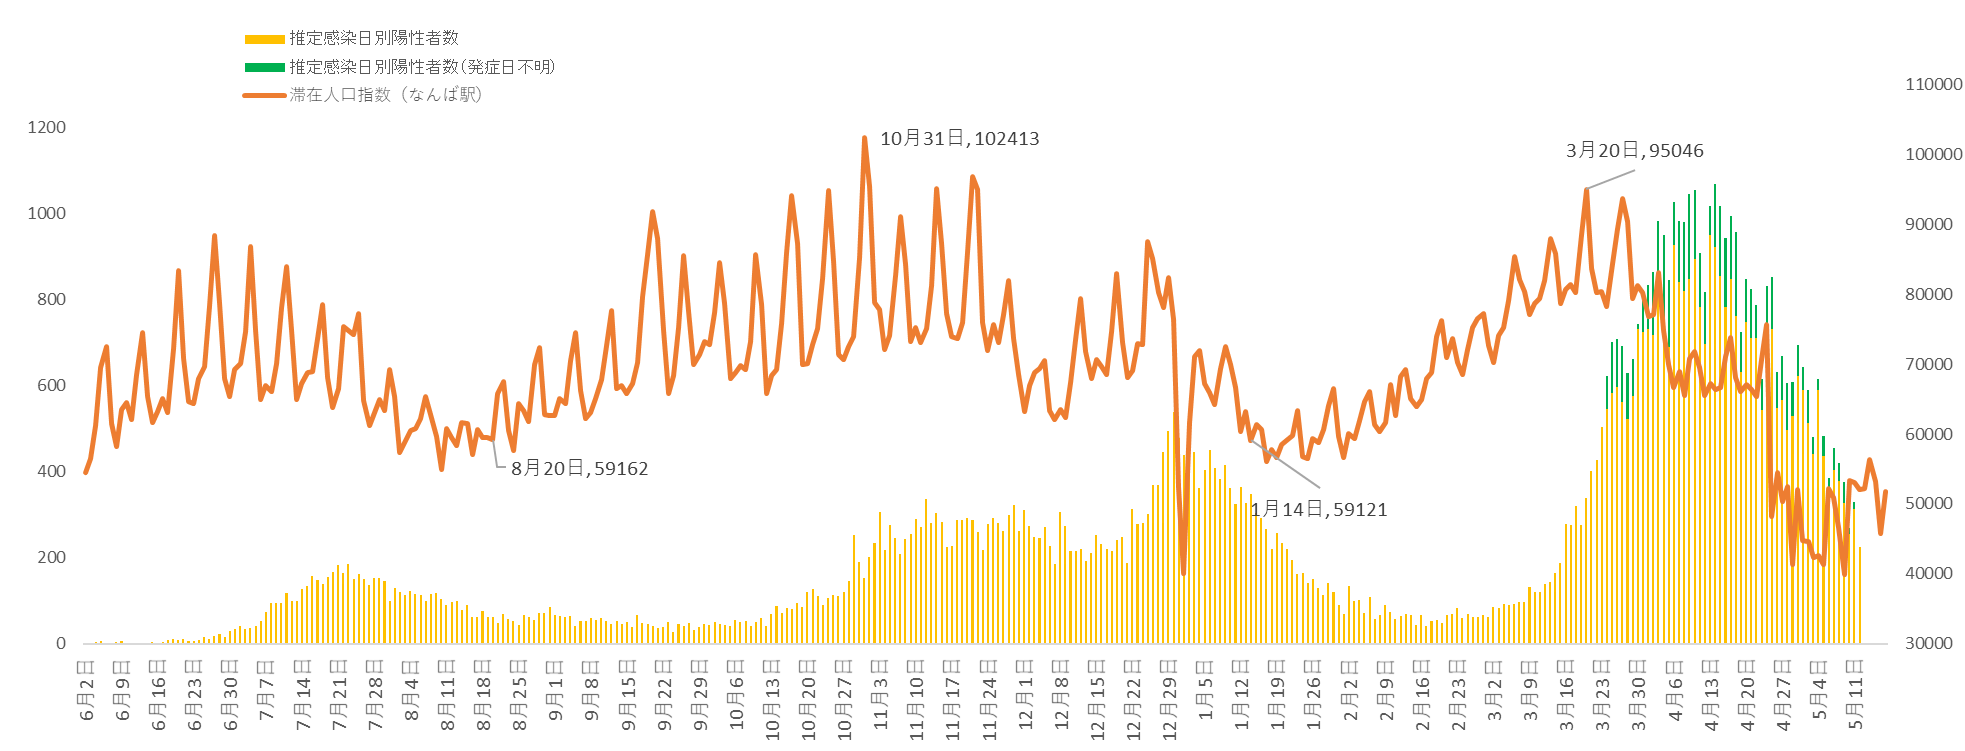 推定感染日別陽性者数
推定感染日別陽性者数(発症日不明)
滞在人口指数（なんば駅）
1200
1000
800
600
400
200
0
110000
100000
90000
80000
70000
60000
50000
40000
30000
10月31日, 102413
3月20日, 95046
8月20日, 59162
1月14日, 59121
6月2日
6月9日
6月16日
6月23日
6月30日
7月7日
7月14日
7月21日
7月28日
8月4日
8月11日
8月18日
8月25日
9月1日
9月8日
9月15日
9月22日
9月29日
10月6日
10月13日
10月20日
10月27日
11月3日
11月10日
11月17日
11月24日
12月1日
12月8日
12月15日
12月22日
12月29日
1月5日
1月12日
1月19日
1月26日
2月2日
2月9日
2月16日
2月23日
3月2日
3月9日
3月16日
3月23日
3月30日
4月6日
4月13日
4月20日
4月27日
5月4日
5月11日